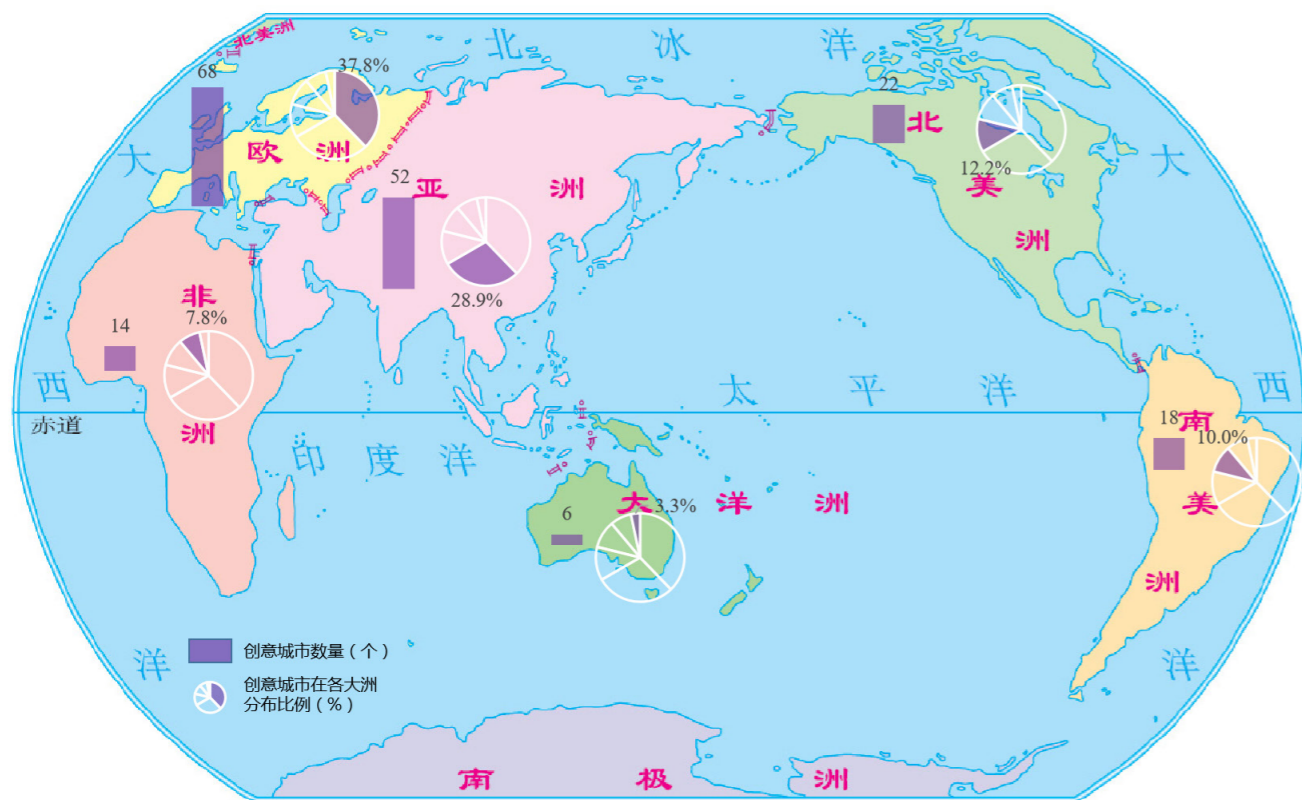 北美洲
北冰洋
68
37.8%
22
北美洲
12.2%
大
欧洲
大
52
亚洲
28.9%
非洲
7.8%
14
西
太平洋
西
赤道
印度洋
南美洲
18
10.0%
大洋洲
3.3%
6
洋
洋
创意城市数量（个）
创意城市在各大洲
分布比例（%）
南极洲